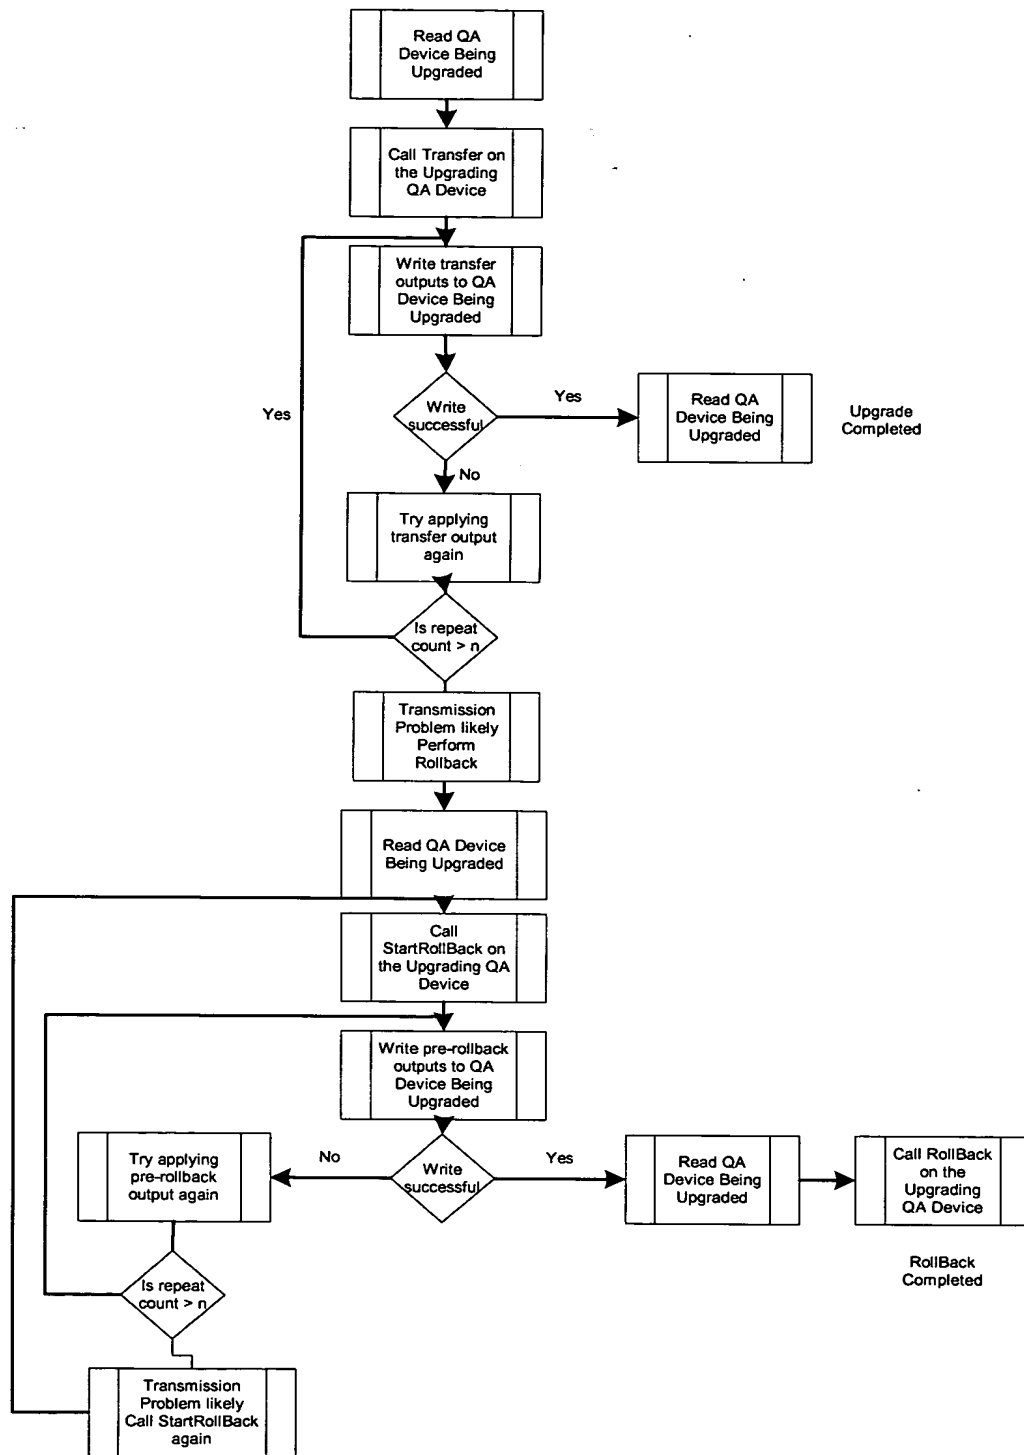 Read QA
Device Being
Upgraded
Call Transfer on
the Upgrading
QA Device
Write transfer
outputs to QA
Device Being
Upgraded
Yes
Write
successful
Yes
Read QA
Device Being
Upgraded
Upgrade
Completed
No
Try applying
transfer output
again
Is repeat
count > n
Transmission
Problem likely
Perform
Rollback
Read QA Device
Being Upgraded
Call
StartRollBack on
the Upgrading QA
Device
Write pre-rollback
outputs to QA
Device Being
Upgraded
Try applying
pre-rollback
output again
No
Write
successful
Yes
Read QA
Device Being
Upgraded
Call RollBack
on the
Upgrading
QA Device
RollBack
Completed
Is repeat
count > n
Transmission
Problem likely
Call StartRollBack
again